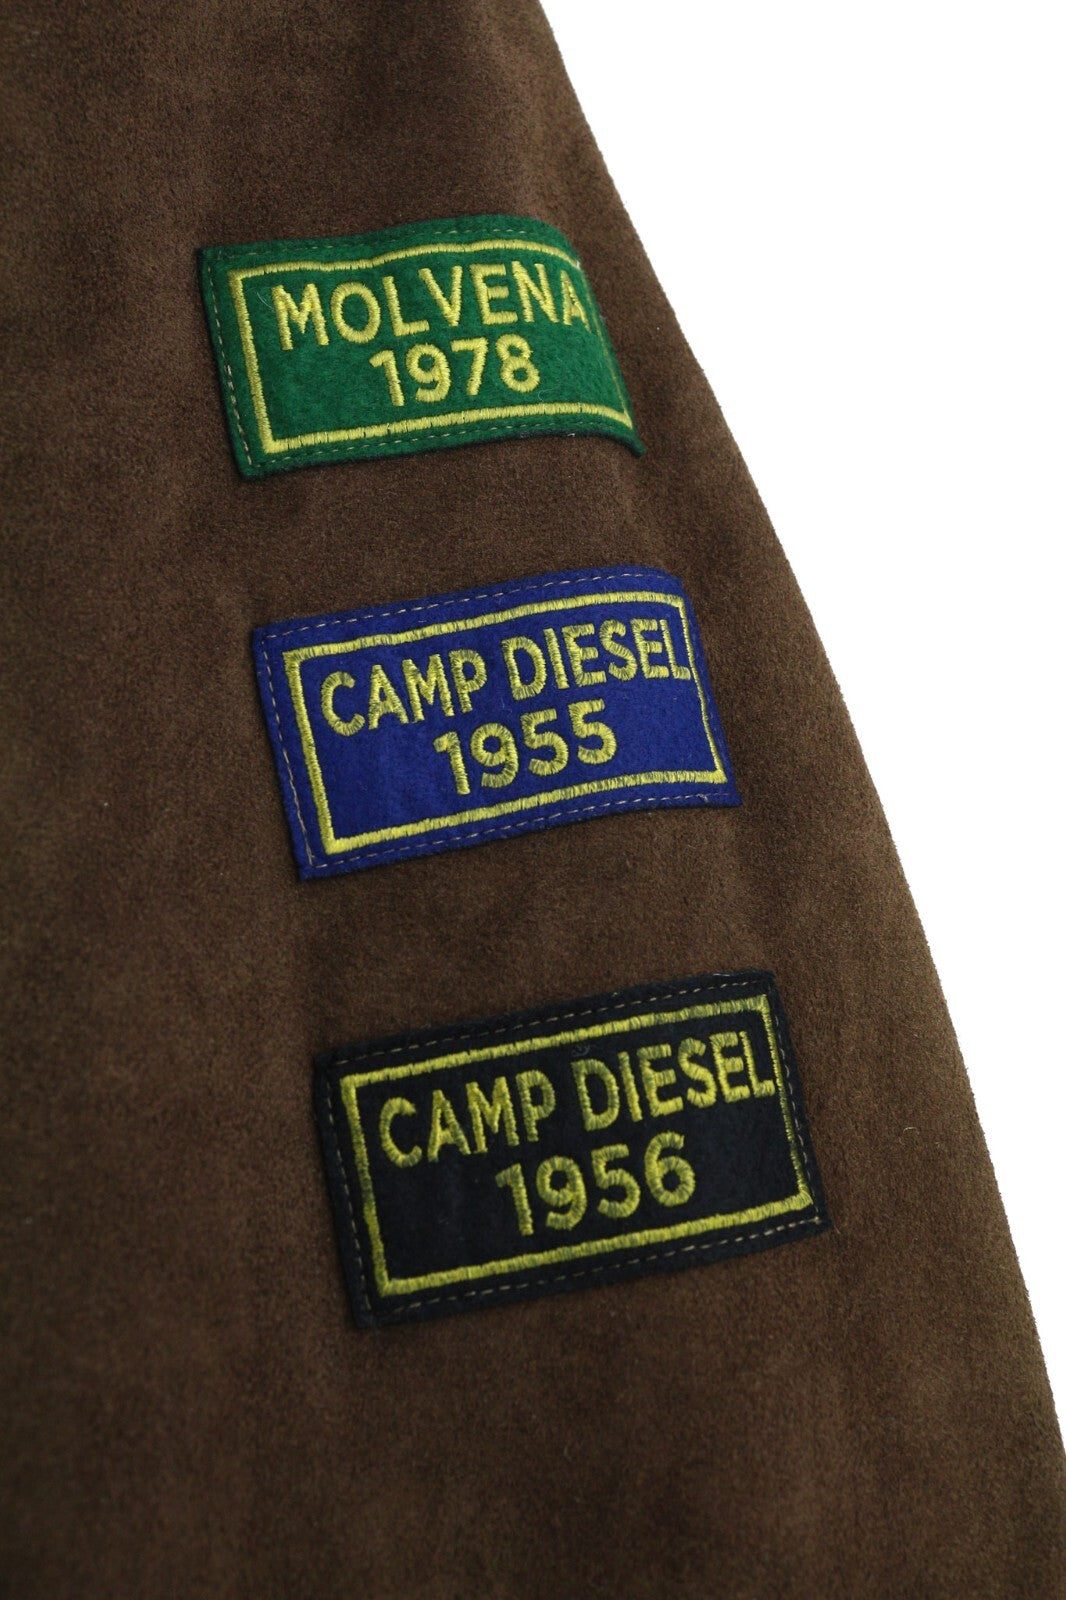 MOLVENA
1978
CAMP DIESEL
1955
CAMP DIESEL
1956